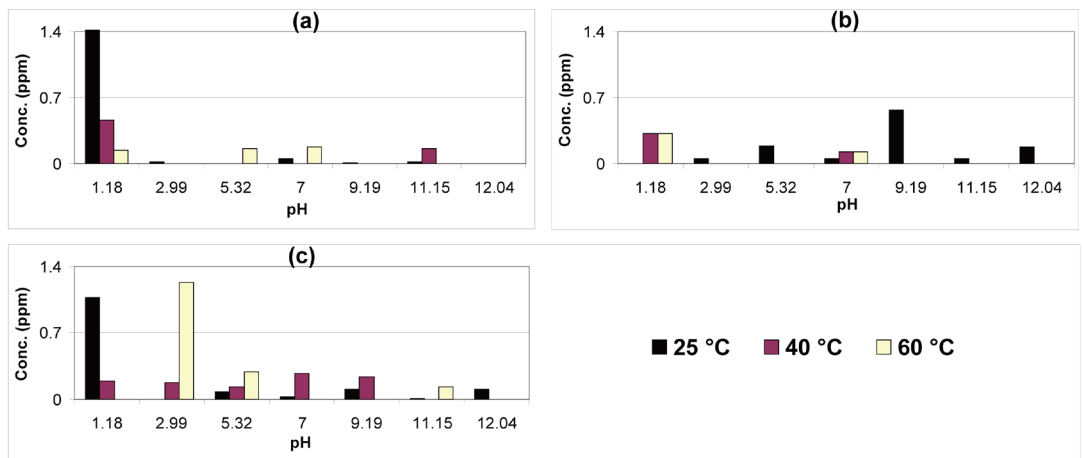 (a)
1.4
0.7
0
Conc. (ppm)
1.18 2.99 5.32 7 9.19 11.15 12.04
pH
(b)
1.4
0.7
0
Conc. (ppm)
1.18 2.99 5.32 7 9.19 11.15 12.04
pH
(c)
1.4
0.7
0
Conc. (ppm)
1.18 2.99 5.32 7 9.19 11.15 12.04
pH
25 °C 40 °C 60 °C